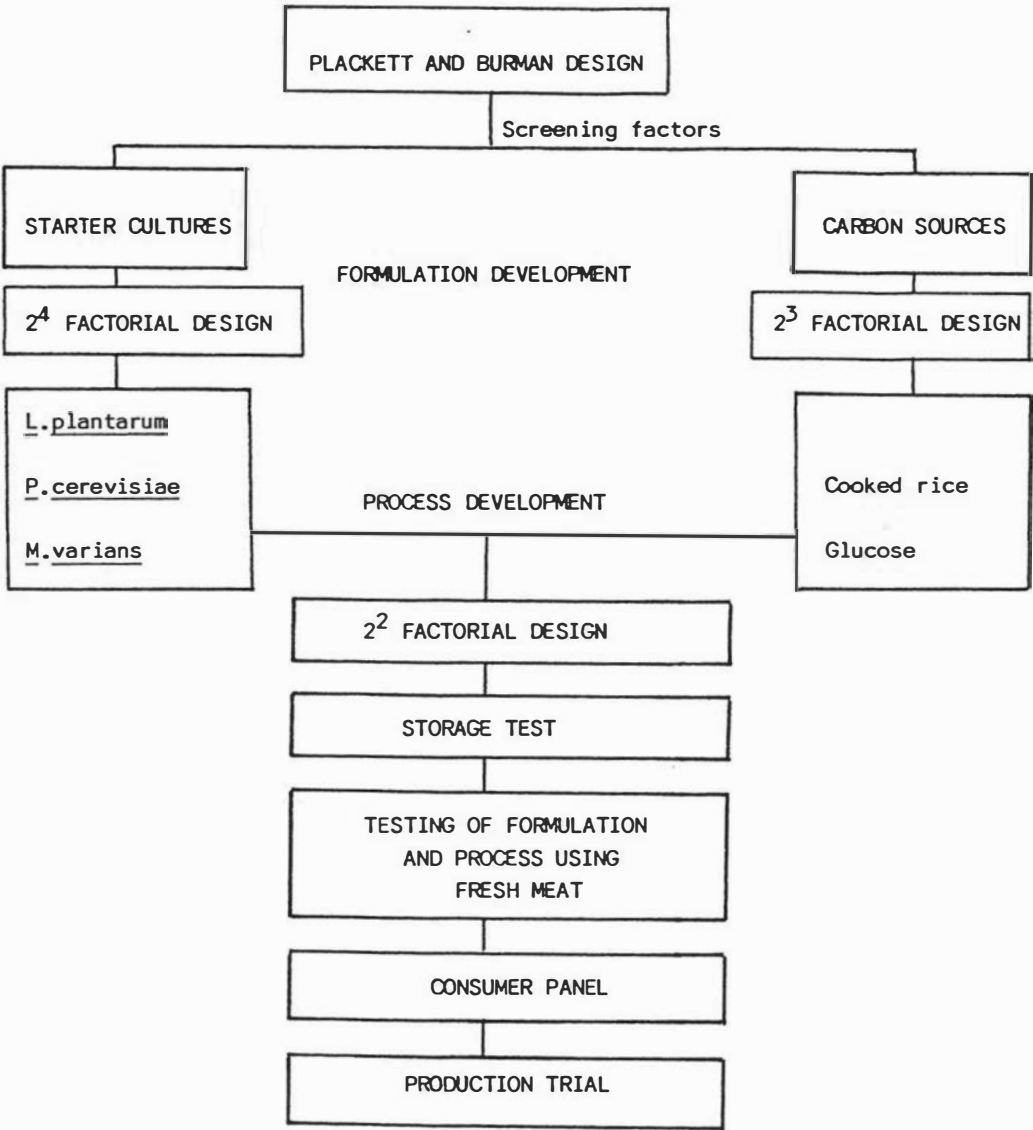 PLACKETT AND BURMAN DESIGN
Screening factors
STARTER CULTURES
CARBON SOURCES
FORMULATION DEVELOPMENT
2⁴ FACTORIAL DESIGN
2³ FACTORIAL DESIGN
L.plantarum
P.cerevisiae
M.varians
Cooked rice
Glucose
PROCESS DEVELOPMENT
2² FACTORIAL DESIGN
STORAGE TEST
TESTING OF FORMULATION
AND PROCESS USING
FRESH MEAT
CONSUMER PANEL
PRODUCTION TRIAL